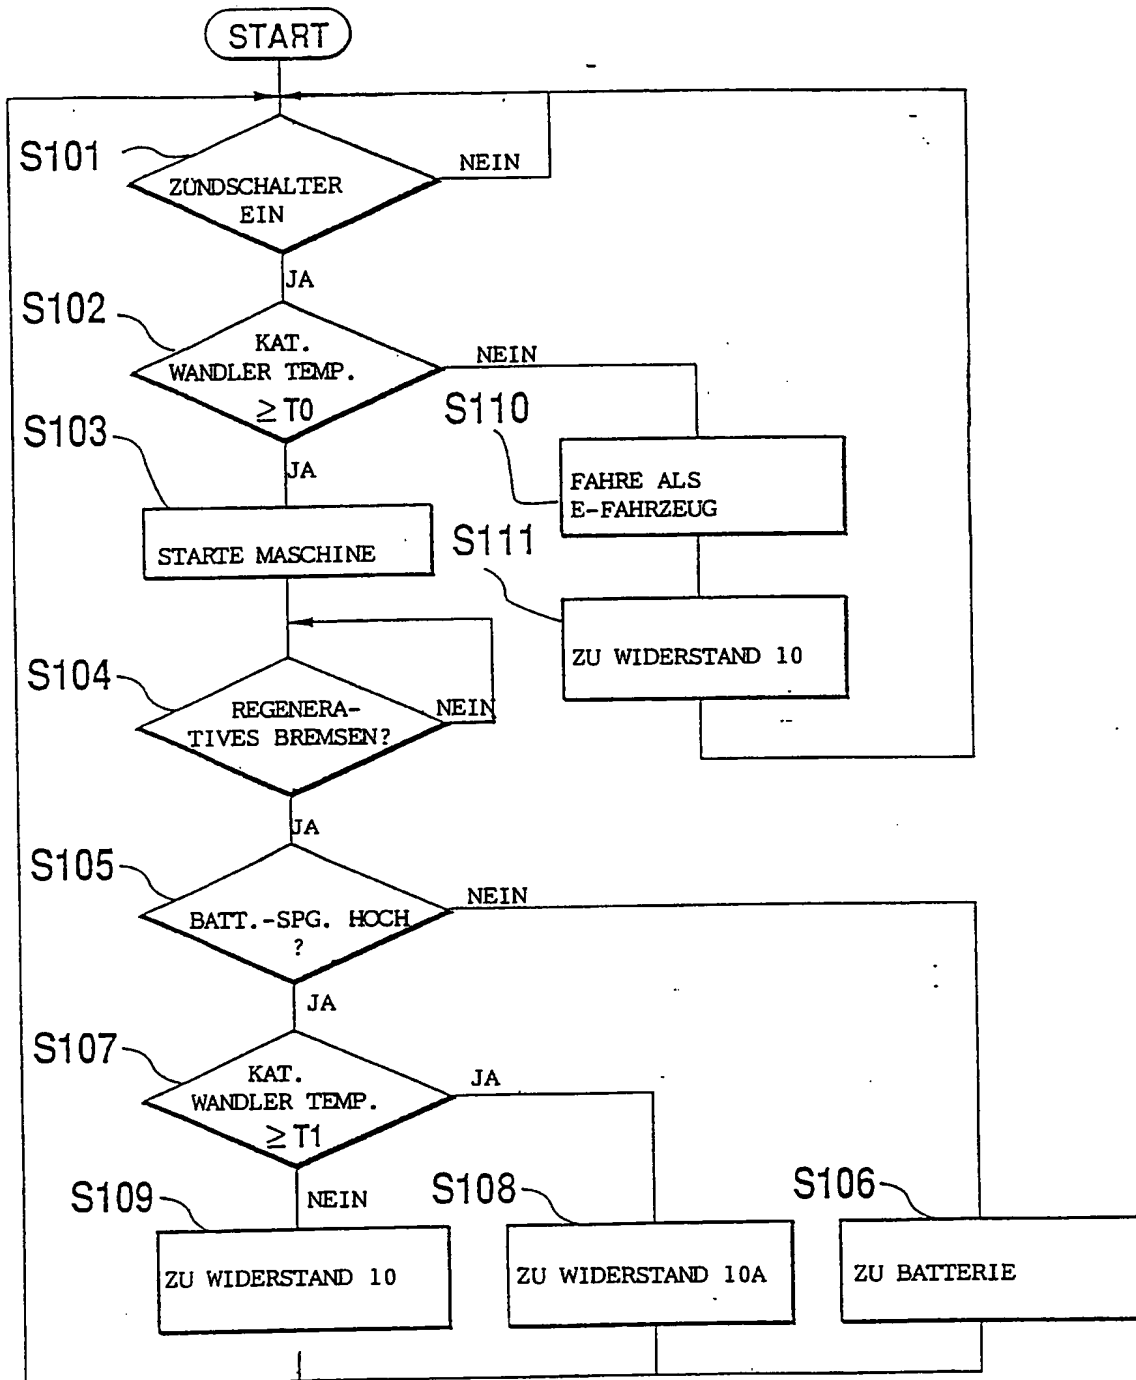 START
S101
ZÜNDSCHALTER
EIN
NEIN
JA
S102
KAT.
WANDLER TEMP.
≥ T0
NEIN
JA
S110
FAHRE ALS
E-FAHRZEUG
S103
STARTE MASCHINE
S111
ZU WIDERSTAND 10
S104
REGENERA-
TIVES BREMSEN?
NEIN
JA
S105
BATT.-SPG. HOCH
?
NEIN
JA
S107
KAT.
WANDLER TEMP.
≥ T1
JA
NEIN
S109
ZU WIDERSTAND 10
S108
ZU WIDERSTAND 10A
S106
ZU BATTERIE